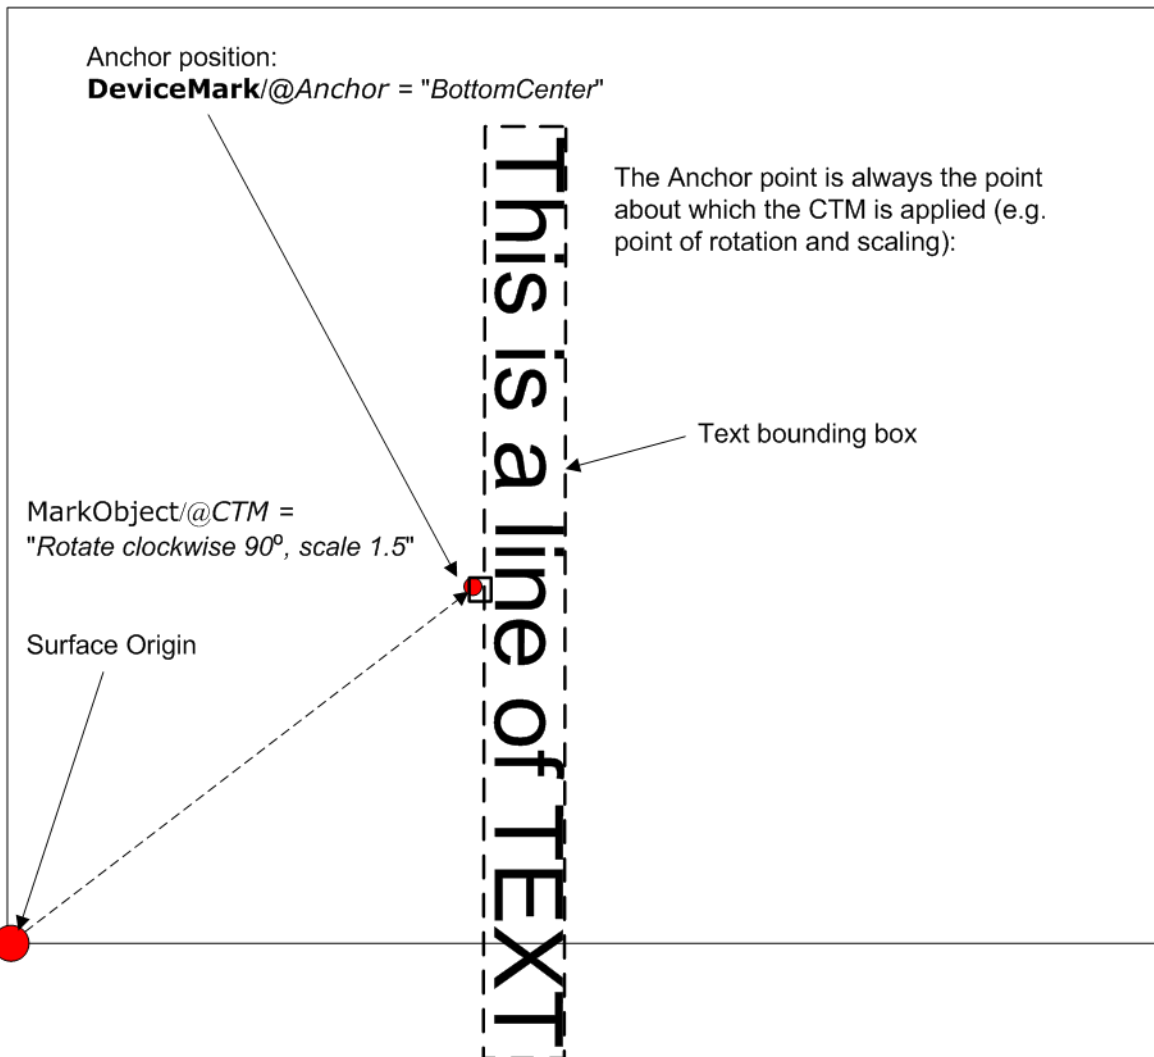 Anchor position:
DeviceMark/@Anchor = "BottomCenter"
The Anchor point is always the point
about which the CTM is applied (e.g.
point of rotation and scaling):
This is a line of TEXT
Text bounding box
MarkObject/@CTM =
"Rotate clockwise 90º, scale 1.5"
Surface Origin